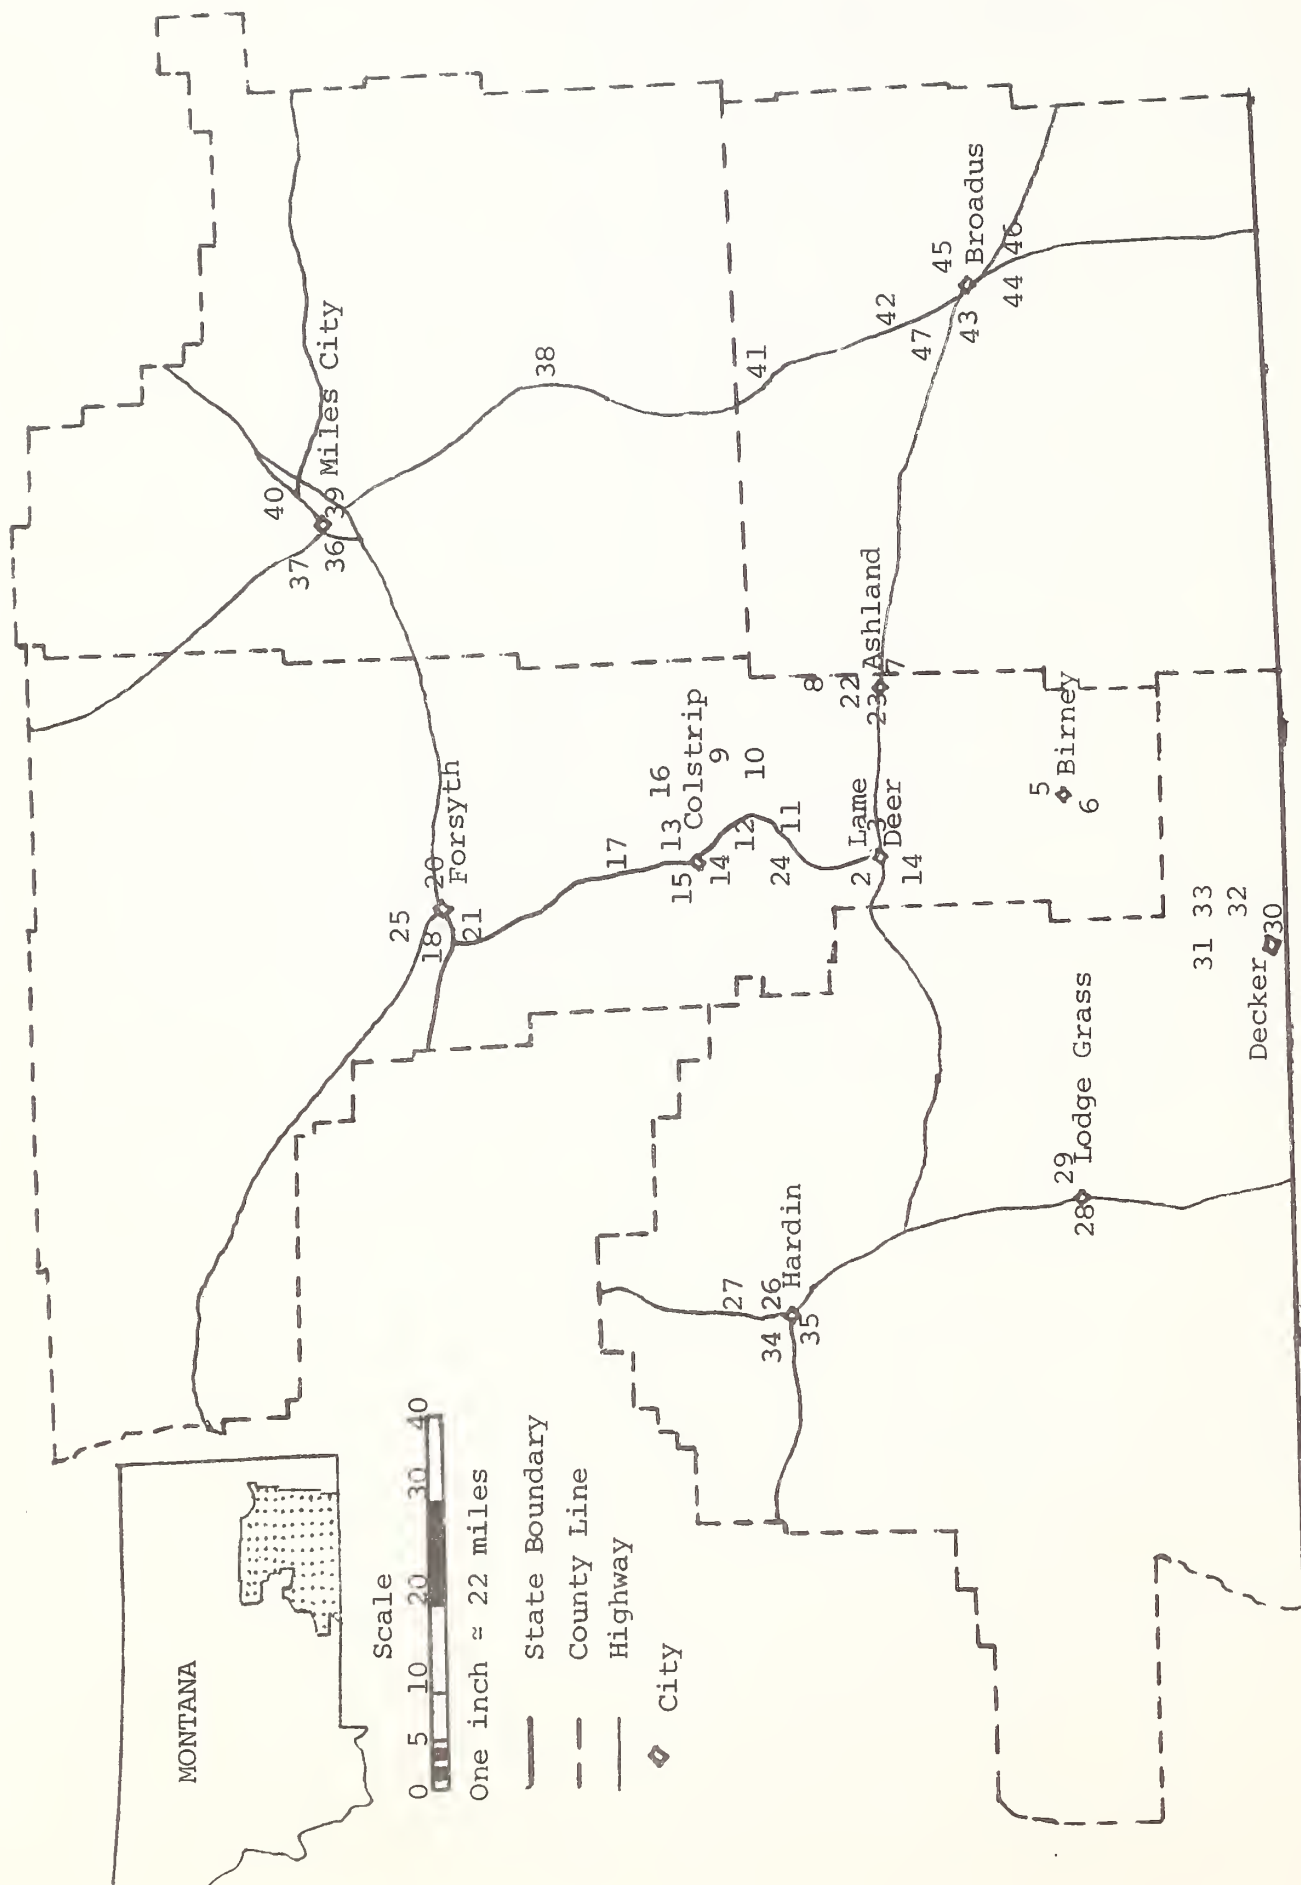 MONTANA
Scale
0 5 10 20 30 40
One inch ≈ 22 miles
State Boundary
County Line
Highway
City
40
37
36
39 Miles City
38
25
20
18
Forsyth
21
17
16
13
Colstrip
15
14
9
12
10
11
24
8
22
23
Ashland
7
2
Lame
3
Deer
14
5
Birney
6
41
42
47
45
43
Broadus
44
46
27
26
34
Hardin
35
29
28
Lodge Grass
31
33
32
Decker
30